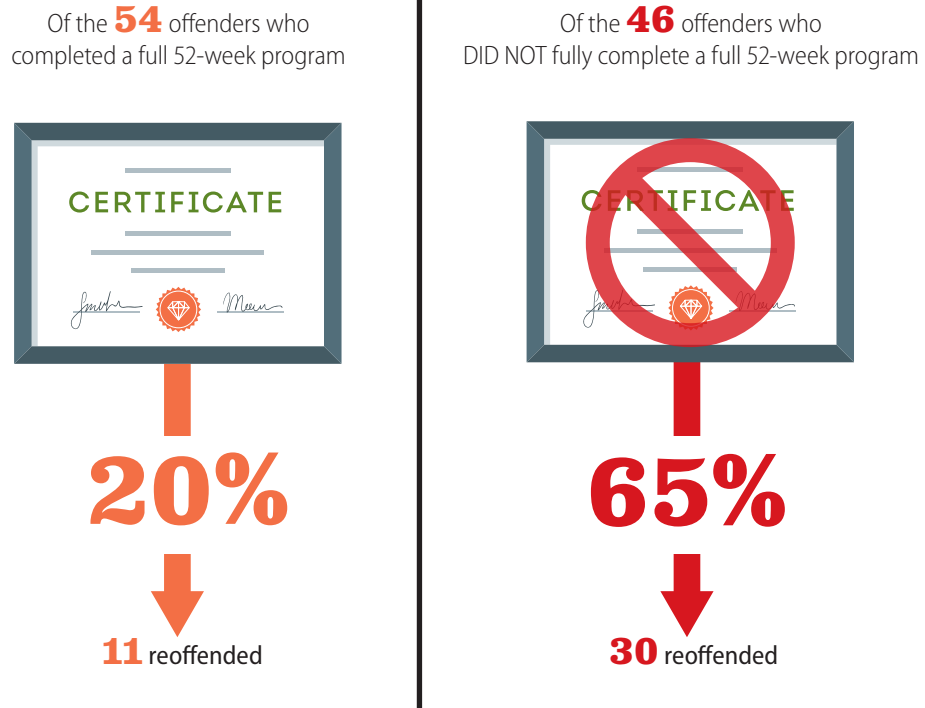 Of the 54 offenders who
completed a full 52-week program
CERTIFICATE
20%
11 reoffended
Of the 46 offenders who
DID NOT fully complete a full 52-week program
CERTIFICATE
65%
30 reoffended